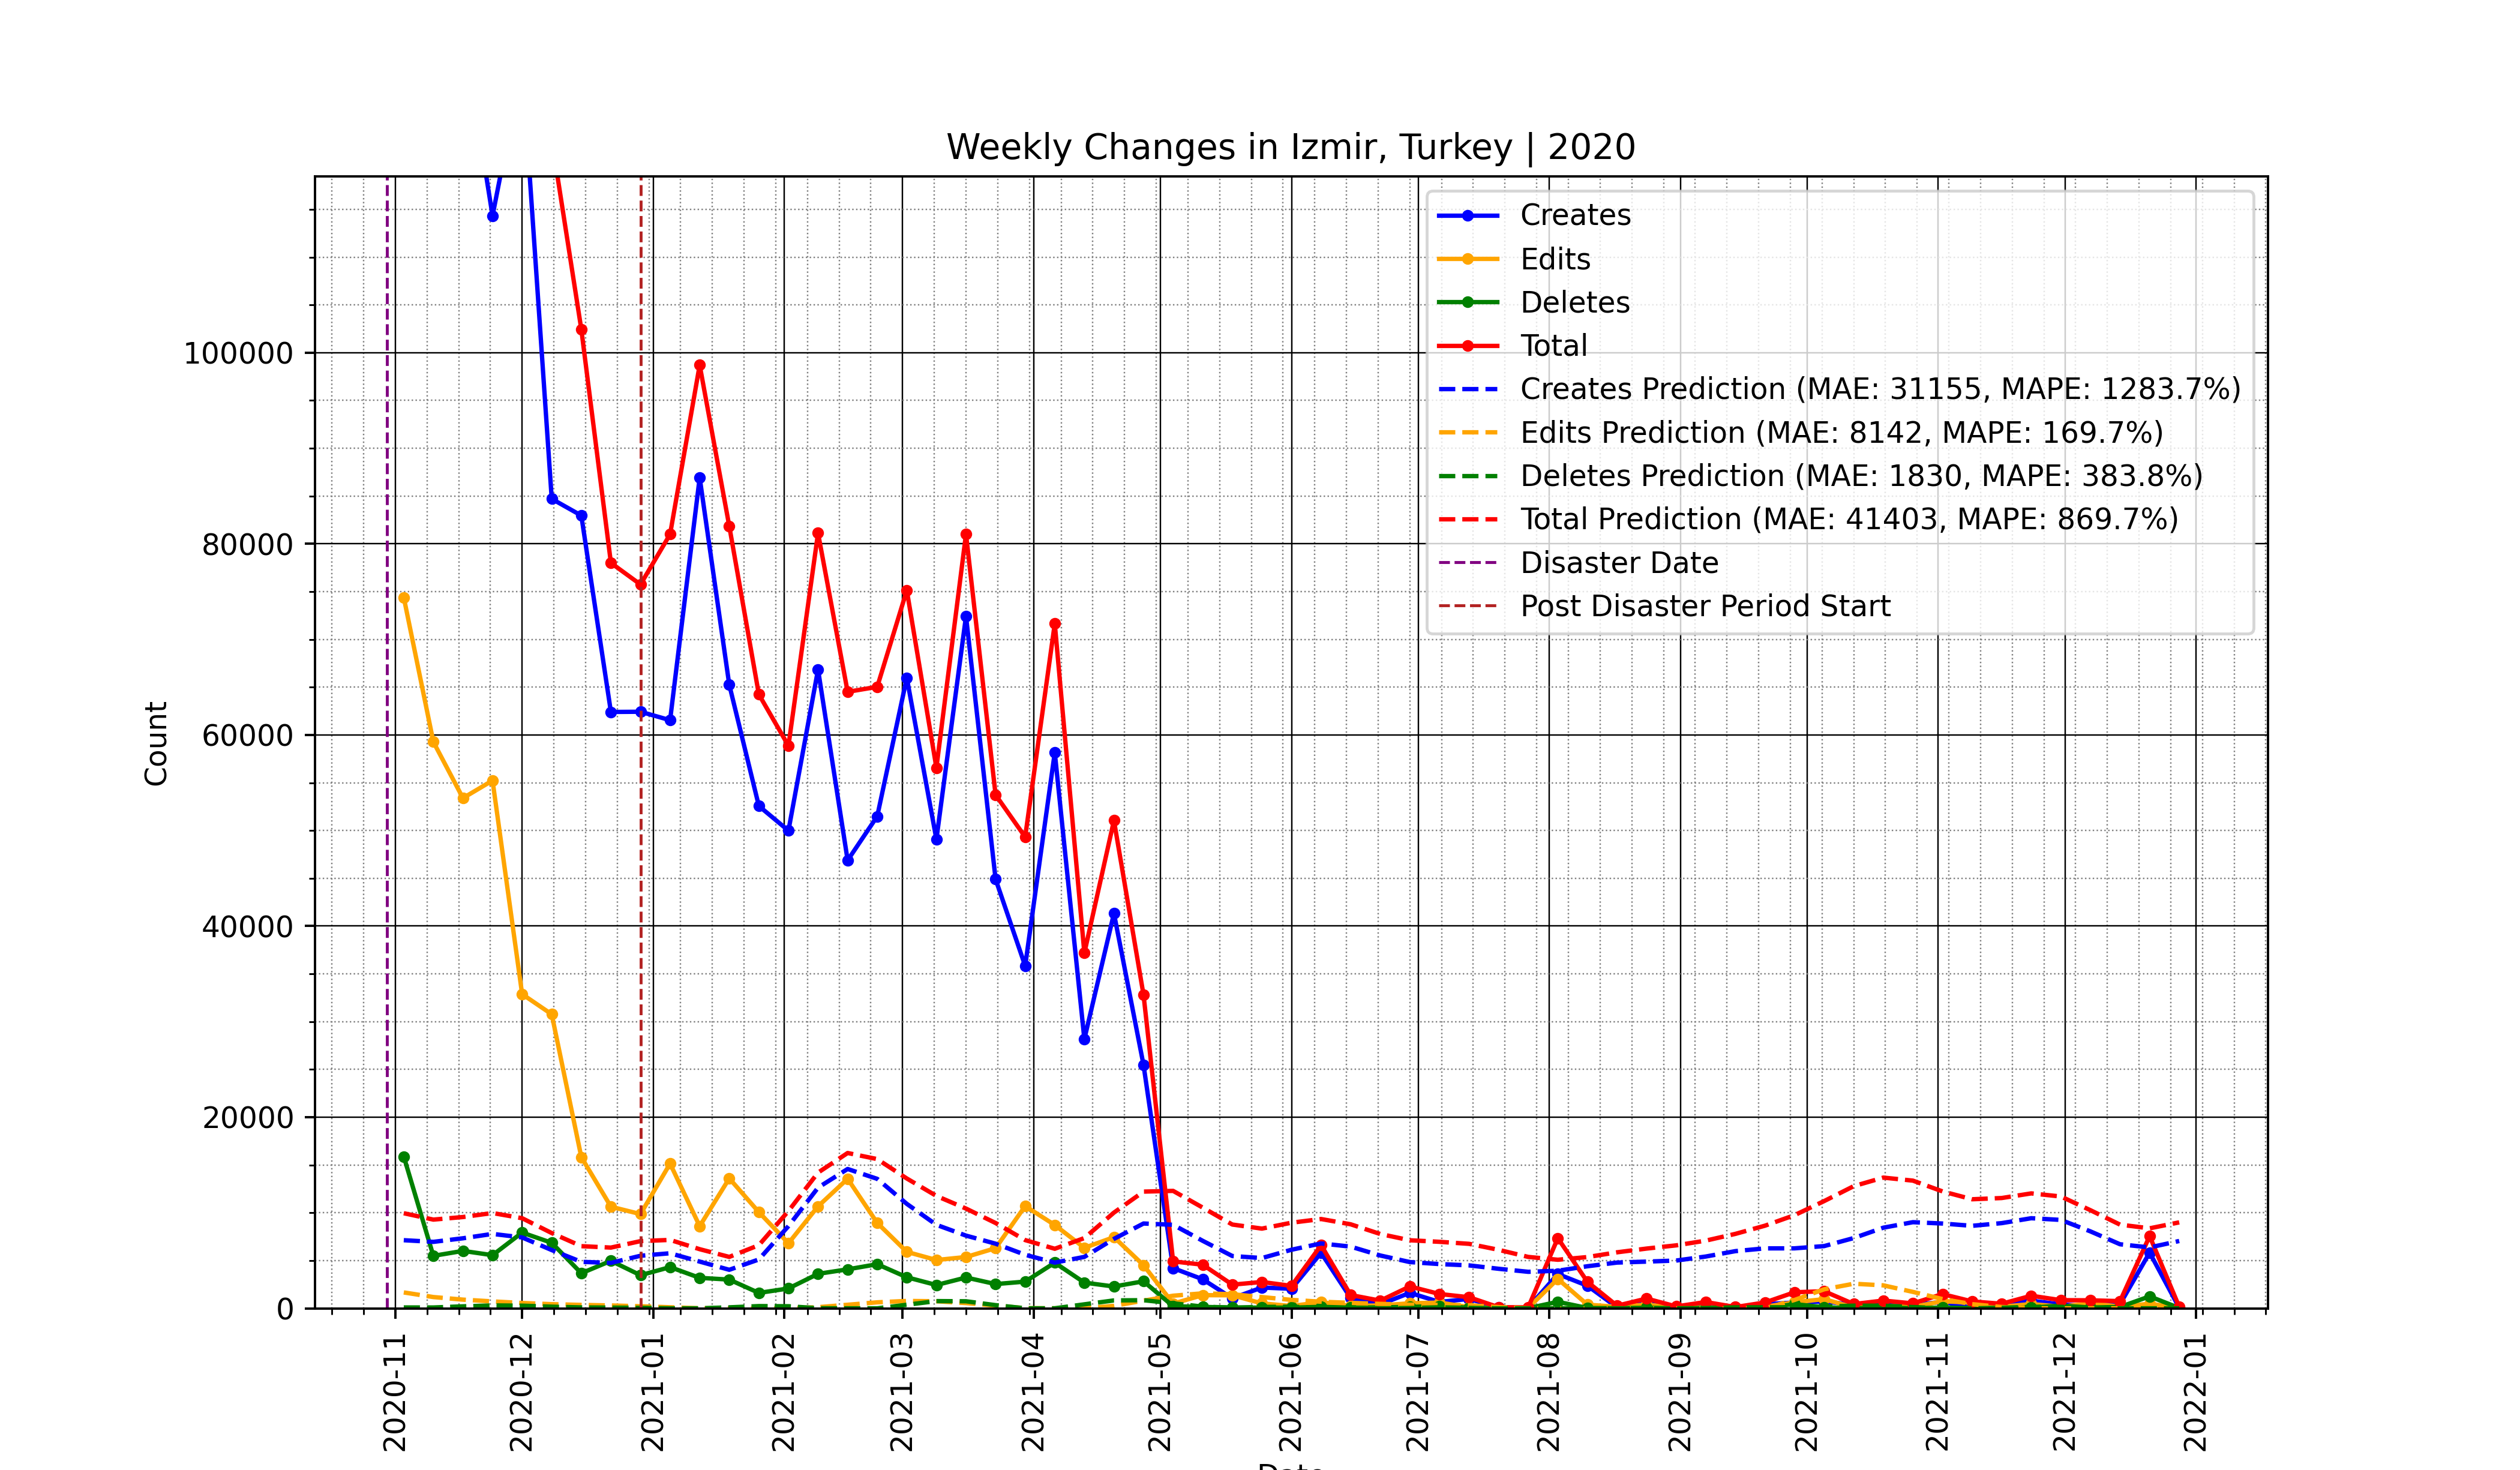 Weekly Changes in Izmir, Turkey | 2020
Creates
Edits
Deletes
Total
Creates Prediction (MAE: 31155, MAPE: 1283.7%)
Edits Prediction (MAE: 8142, MAPE: 169.7%)
Deletes Prediction (MAE: 1830, MAPE: 383.8%)
Total Prediction (MAE: 41403, MAPE: 869.7%)
Disaster Date
Post Disaster Period Start
Count
100000
80000
60000
40000
20000
0
2020-11
2020-12
2021-01
2021-02
2021-03
2021-04
2021-05
2021-06
2021-07
2021-08
2021-09
2021-10
2021-11
2021-12
2022-01
Date